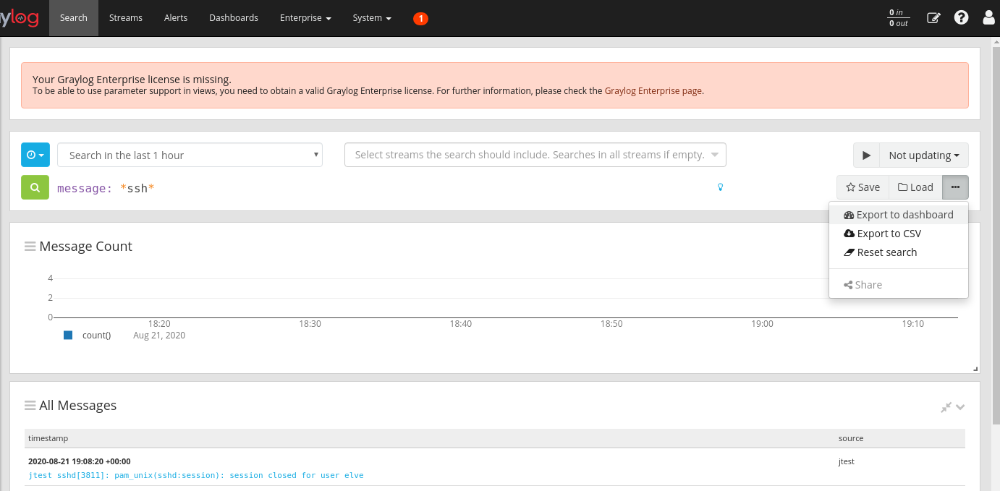 ylog Search Streams Alerts Dashboards Enterprise System 1 0 in
0 out
Your Graylog Enterprise license is missing.
To be able to use parameter support in views, you need to obtain a valid Graylog Enterprise license. For further information, please check the Graylog Enterprise page.
Search in the last 1 hour Select streams the search should include. Searches in all streams if empty. Not updating
message: *ssh* Save Load ...
Export to dashboard
Export to CSV
Reset search
Share
Message Count
4
2
0
18:20 18:30 18:40 18:50 19:00 19:10
count() Aug 21, 2020
All Messages
timestamp source
2020-08-21 19:08:20 +00:00 jtest
jtest sshd[3811]: pam_unix(sshd:session): session closed for user elve